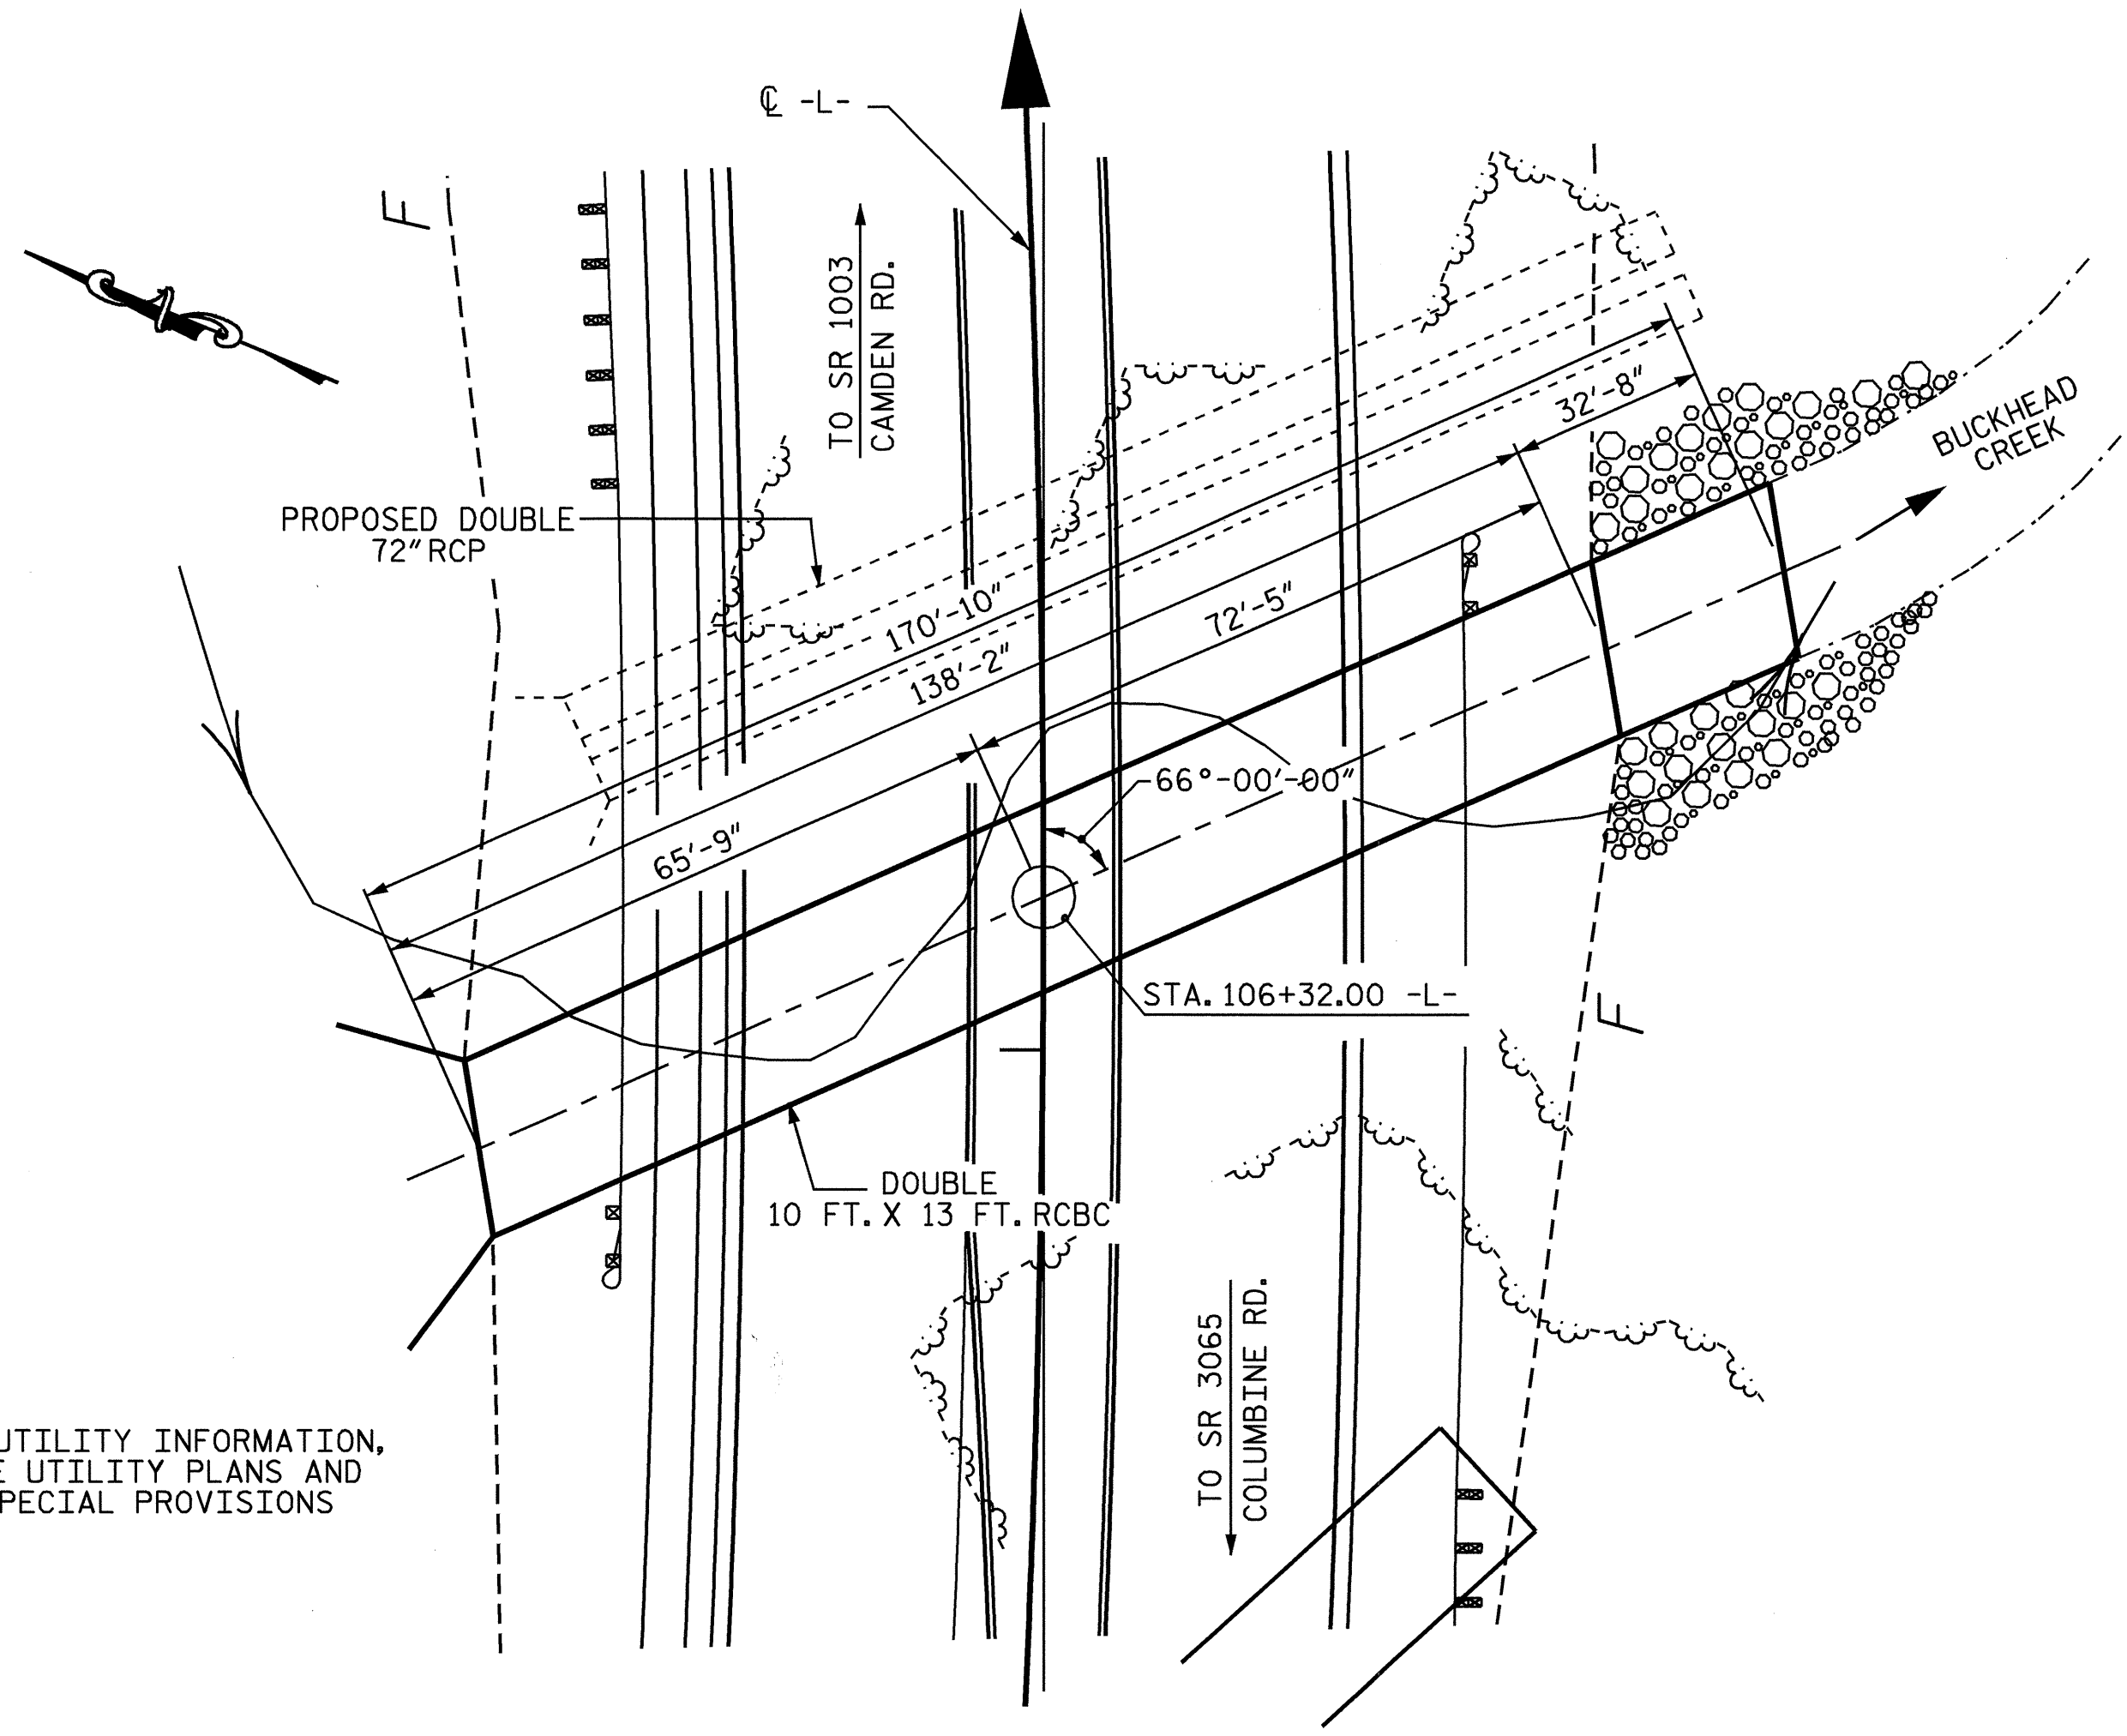 ℄ -L-
F
TO SR 1003
CAMDEN RD.
PROPOSED DOUBLE
72" RCP
32'-8"
BUCKHEAD
CREEK
170'-10"
72'-5"
138'-2"
66°-00'-00"
65'-9"
STA. 106+32.00 -L-
F
DOUBLE
10 FT. X 13 FT. RCBC
TO SR 3065
COLUMBINE RD.
UTILITY INFORMATION,
UTILITY PLANS AND
PECIAL PROVISIONS